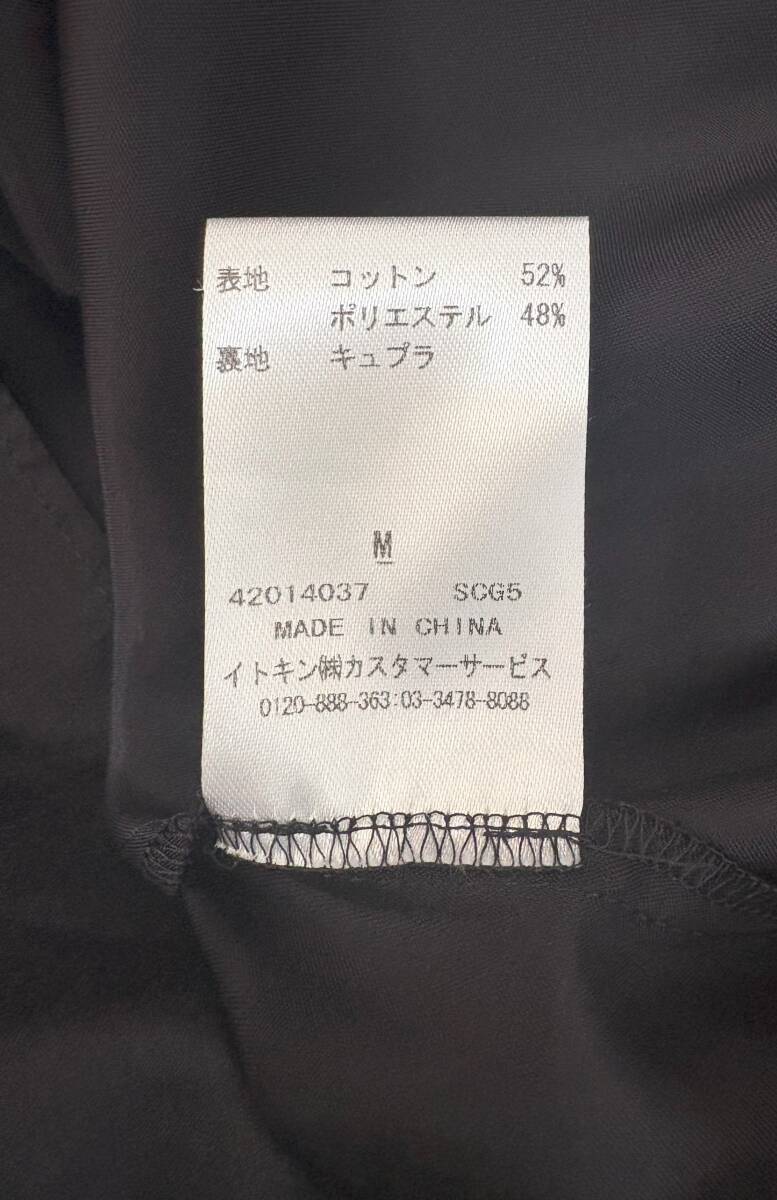 表地 コットン 52%
ポリエステル 48%
裏地 キュプラ
M
42014037 SCG5
MADE IN CHINA
イトキン㈱カスタマーサービス
0120-888-363:03-3478-8088